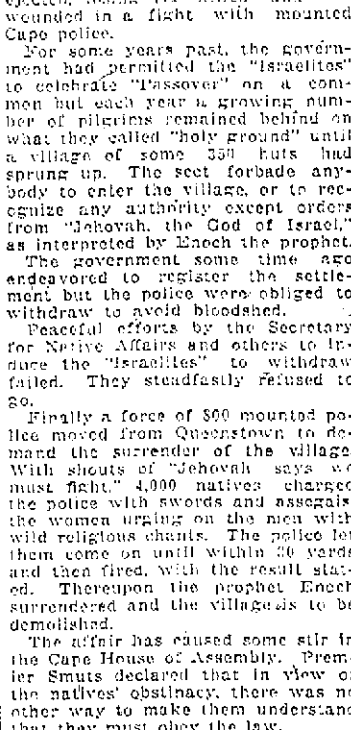 wounded in a fight with mounted
Cape police.
For some years past, the govern-
ment had permitted the "Israelites"
to celebrate "Passover" on a com-
mon but each year a growing num-
ber of pilgrims remained behind on
what they called "holy ground" until
a village of some 350 huts had
sprung up. The sect forbade any-
body to enter the village, or to rec-
ognize any authority except orders
from "Jehovah, the God of Israel,"
as interpreted by Enoch the prophet.
The government some time ago
endeavored to register the settle-
ment but the police were obliged to
withdraw to avoid bloodshed.
Peaceful efforts by the Secretary
for Native Affairs and others to in-
duce the "Israelites" to withdraw
failed. They steadfastly refused to
go.
Finally a force of 800 mounted po-
lice moved from Queenstown to de-
mand the surrender of the village
With shouts of "Jehovah says we
must fight," 4,000 natives charged
the police with swords and assegais
the women urging on the men with
wild religious chants. The police let
them come on until within 30 yards
and then fired, with the result stat-
ed. Thereupon the prophet Enoch
surrendered and the village is to be
demolished.
The affair has caused some stir in
the Cape House of Assembly. Prem-
ier Smuts declared that in view of
the natives' obstinacy, there was no
other way to make them understand
that they must obey the law.